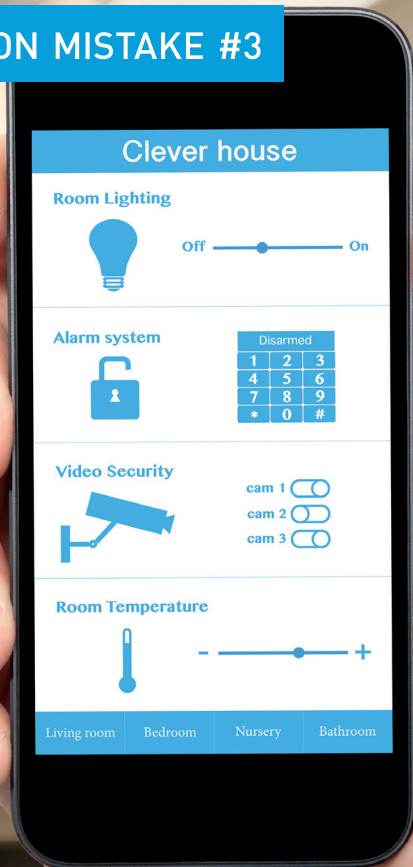 ON MISTAKE #3
Clever house
Room Lighting
Off On
Alarm system
Disarmed
1 2 3
4 5 6
7 8 9
* 0 #
Video Security
cam 1
cam 2
cam 3
Room Temperature
- +
Living room Bedroom Nursery Bathroom